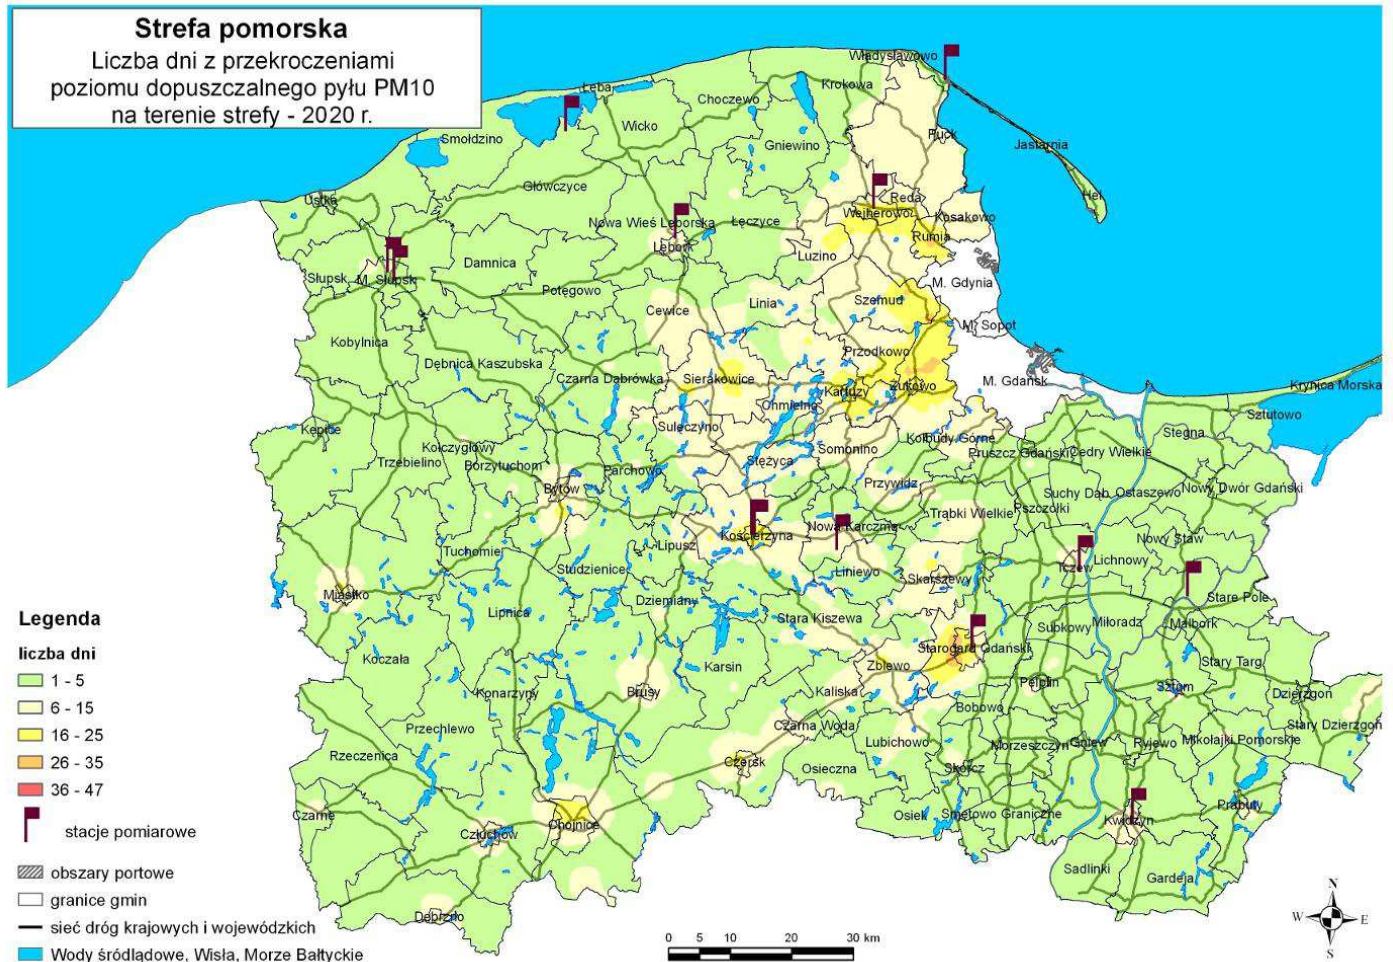 Strefa pomorska
Liczba dni z przekroczeniami
poziomu dopuszczalnego pyłu PM10
na terenie strefy - 2020 r.
Władysławowo
Łeba
Krokowa
Choczewo
Wicko
Smołdzino
Puck
Gniewino
Jastarnia
Główczyce
Hel
Ustka
Reda
Wejherowo
Kosakowo
Nowa Wieś Lęborska
Łęczyce
Rumia
Lębork
Luzino
Damnica
Słupsk
M. Słupsk
M. Gdynia
Potęgowo
Szemud
Linia
Cewice
M. Sopot
Kobylnica
Przodkowo
Dębnica Kaszubska
Czarna Dąbrówka
Sierakowice
M. Gdańsk
Żukowo
Krynica Morska
Kartuzy
Chmielno
Sztutowo
Suleczyno
Kępice
Stegna
Kolbudy Górne
Kołczygłowy
Somonino
Pruszcz Gdański
Cedry Wielkie
Trzebielino
Borzytuchom
Stężyca
Parchowo
Przywidz
Bytów
Nowy Dwór Gdański
Suchy Dąb
Ostaszewo
Pszczółki
Trąbki Wielkie
Nowa Karczma
Kościerzyna
Nowy Staw
Lipusz
Tuchomie
Lichnowy
Tczew
Studzienice
Liniewo
Skarszewy
Miastko
Stare Pole
Dziemiany
Lipnica
Stara Kiszewa
Miłoradz
Malbork
Subkowy
Starogard Gdański
Koczała
Stary Targ
Zblewo
Karsin
Pelplin
Sztum
Kaliska
Brusy
Konarzyny
Dzierzgoń
Bobowo
Czarna Woda
Stary Dzierzgoń
Przechlewo
Lubichowo
Morzeszczyn
Gniew
Ryjewo
Mikołajki Pomorskie
Rzeczenica
Czersk
Osieczna
Skórcz
Prabuty
Czarne
Osiek
Smętowo Graniczne
Kwidzyn
Chojnice
Człuchów
Sadlinki
Gardeja
Debrzno
Legenda
liczba dni
1 - 5
6 - 15
16 - 25
26 - 35
36 - 47
stacje pomiarowe
obszary portowe
granice gmin
sieć dróg krajowych i wojewódzkich
Wody śródlądowe, Wisła, Morze Bałtyckie
0 5 10 20 30 km
N
W E
S